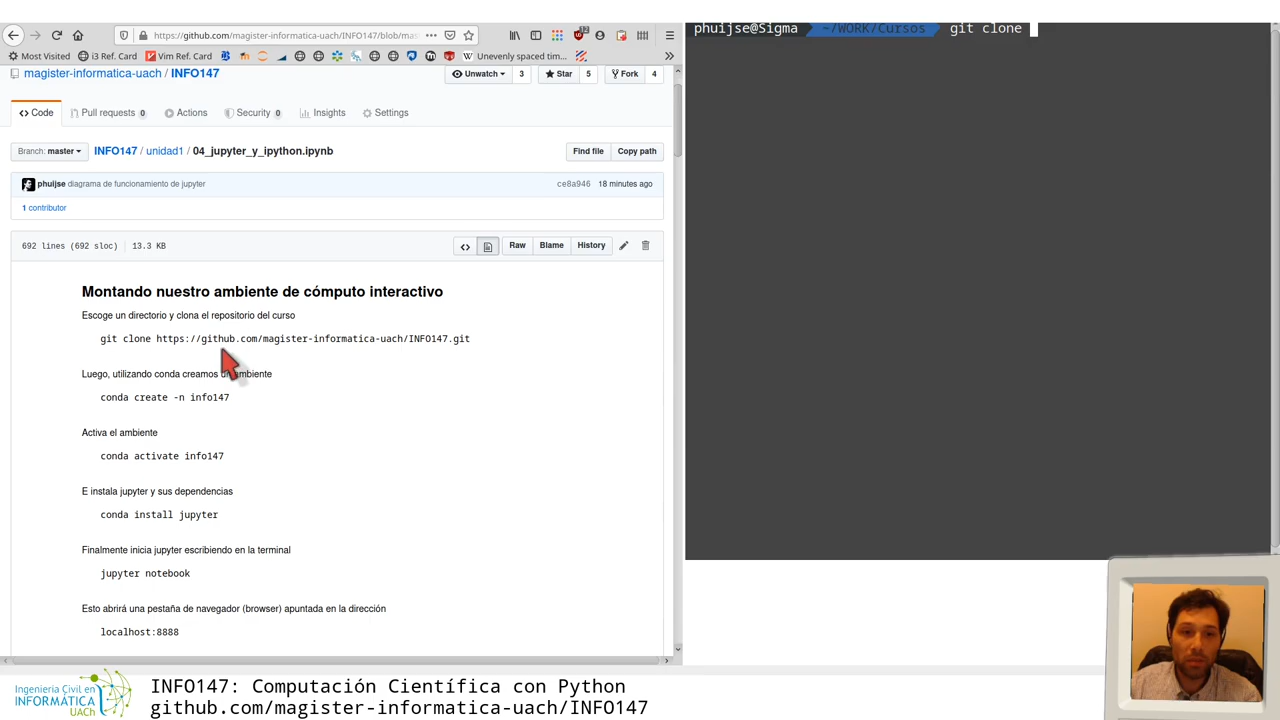 https://github.com/magister-informatica-uach/INFO147/blob/mas
Most Visited
i3 Ref. Card
Vim Ref. Card
Unevenly spaced tim...
magister-informatica-uach / INFO147
Unwatch 3
Star 5
Fork 4
Code
Pull requests 0
Actions
Security 0
Insights
Settings
Branch: master
INFO147 / unidad1 / 04_jupyter_y_ipython.ipynb
Find file
Copy path
phuijse diagrama de funcionamiento de jupyter
ce8a946 18 minutes ago
1 contributor
692 lines (692 sloc) 13.3 KB
Raw
Blame
History
Montando nuestro ambiente de cómputo interactivo
Escoge un directorio y clona el repositorio del curso
git clone https://github.com/magister-informatica-uach/INFO147.git
Luego, utilizando conda creamos un ambiente
conda create -n info147
Activa el ambiente
conda activate info147
E instala jupyter y sus dependencias
conda install jupyter
Finalmente inicia jupyter escribiendo en la terminal
jupyter notebook
Esto abrirá una pestaña de navegador (browser) apuntada en la dirección
localhost:8888
phuijse@Sigma ~/WORK/Cursos git clone
Ingeniería Civil en
INFORMÁTICA
UACh
INFO147: Computación Científica con Python
github.com/magister-informatica-uach/INFO147